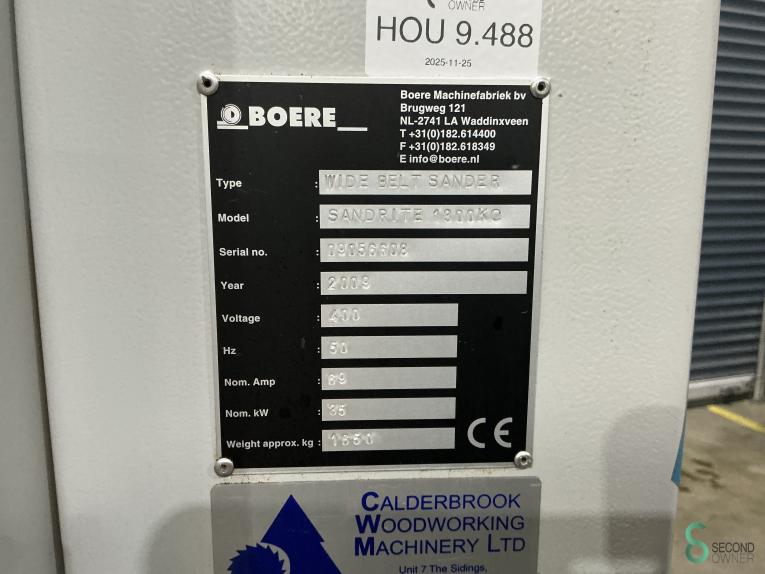 OWNER
HOU 9.488
2025-11-25
BOERE
Boere Machinefabriek bv
Brugweg 121
NL-2741 LA Waddinxveen
T +31(0)182.614400
F +31(0)182.618349
E info@boere.nl
Type : WIDE BELT SANDER
Model : SANDRITE 1300KG
Serial no. : 09056608
Year : 2009
Voltage : 400
Hz : 50
Nom. Amp : 69
Nom. kW : 35
Weight approx. kg : 1650
CE
CALDERBROOK
WOODWORKING
MACHINERY LTD
Unit 7 The Sidings,
SECOND
OWNER